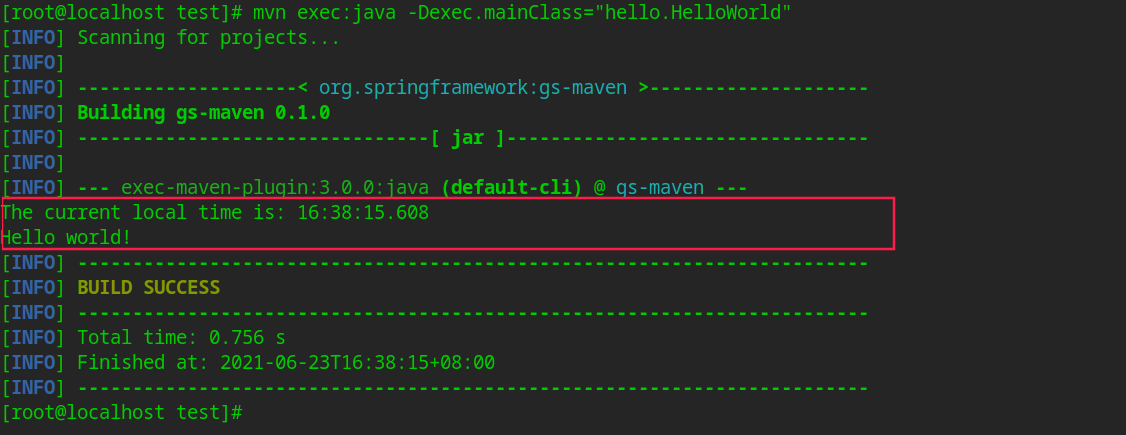 [root@localhost test]# mvn exec:java -Dexec.mainClass="hello.HelloWorld"
[INFO] Scanning for projects...
[INFO]
[INFO] --------------------< org.springframework:gs-maven >--------------------
[INFO] Building gs-maven 0.1.0
[INFO] --------------------------------[ jar ]---------------------------------
[INFO]
[INFO] --- exec-maven-plugin:3.0.0:java (default-cli) @ gs-maven ---
The current local time is: 16:38:15.608
Hello world!
[INFO] ------------------------------------------------------------------------
[INFO] BUILD SUCCESS
[INFO] ------------------------------------------------------------------------
[INFO] Total time: 0.756 s
[INFO] Finished at: 2021-06-23T16:38:15+08:00
[INFO] ------------------------------------------------------------------------
[root@localhost test]#